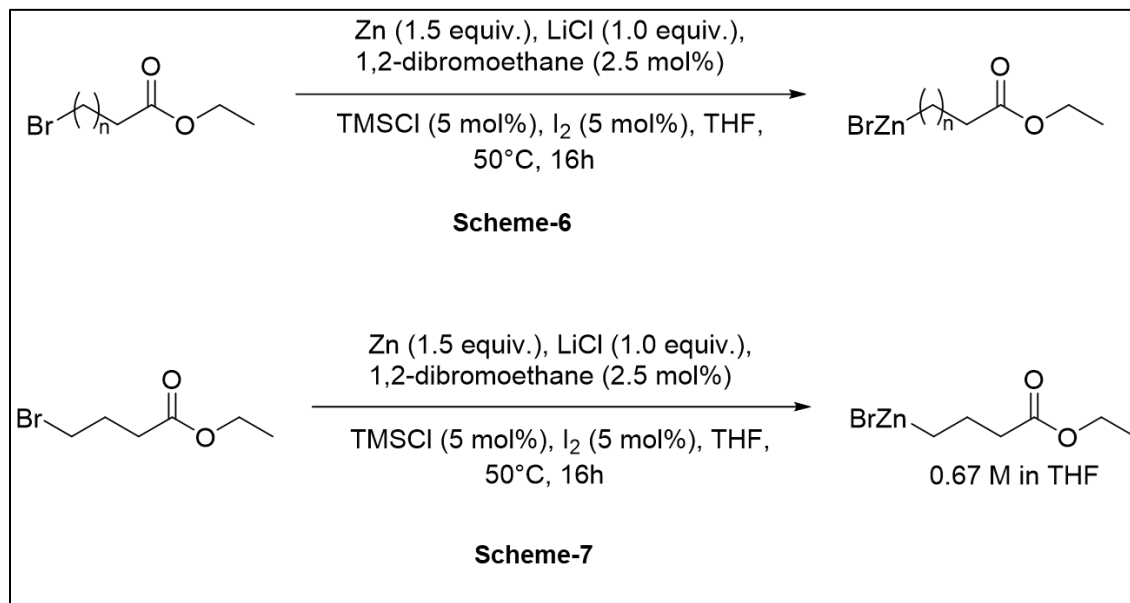 Zn (1.5 equiv.), LiCl (1.0 equiv.),
1,2-dibromoethane (2.5 mol%)
Br ( ) n O O
BrZn ( ) n O O
TMSCl (5 mol%), I₂ (5 mol%), THF,
50°C, 16h
Scheme-6
Zn (1.5 equiv.), LiCl (1.0 equiv.),
1,2-dibromoethane (2.5 mol%)
Br O O
BrZn O O
TMSCl (5 mol%), I₂ (5 mol%), THF,
50°C, 16h
0.67 M in THF
Scheme-7